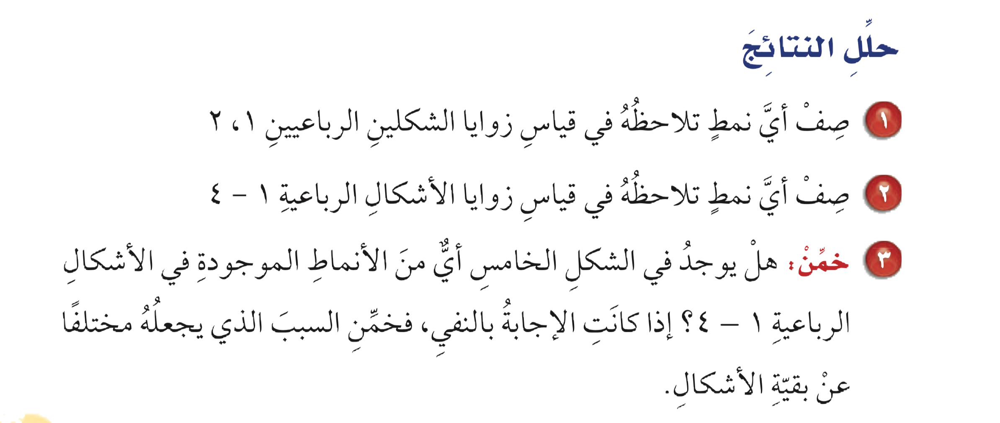 حلِّلِ النتائِجَ
١ صِفْ أيَّ نمطٍ تلاحظُهُ في قياسِ زوايا الشكلينِ الرباعيينِ ١، ٢
٢ صِفْ أيَّ نمطٍ تلاحظُهُ في قياسِ زوايا الأشكالِ الرباعيةِ ١ – ٤
٣ خمِّنْ: هلْ يوجدُ في الشكلِ الخامسِ أيٌّ منَ الأنماطِ الموجودةِ في الأشكالِ
الرباعيةِ ١ – ٤؟ إذا كانَتِ الإجابةُ بالنفيِ، فخمِّنِ السببَ الذي يجعلُهُ مختلفًا
عنْ بقيّةِ الأشكالِ.